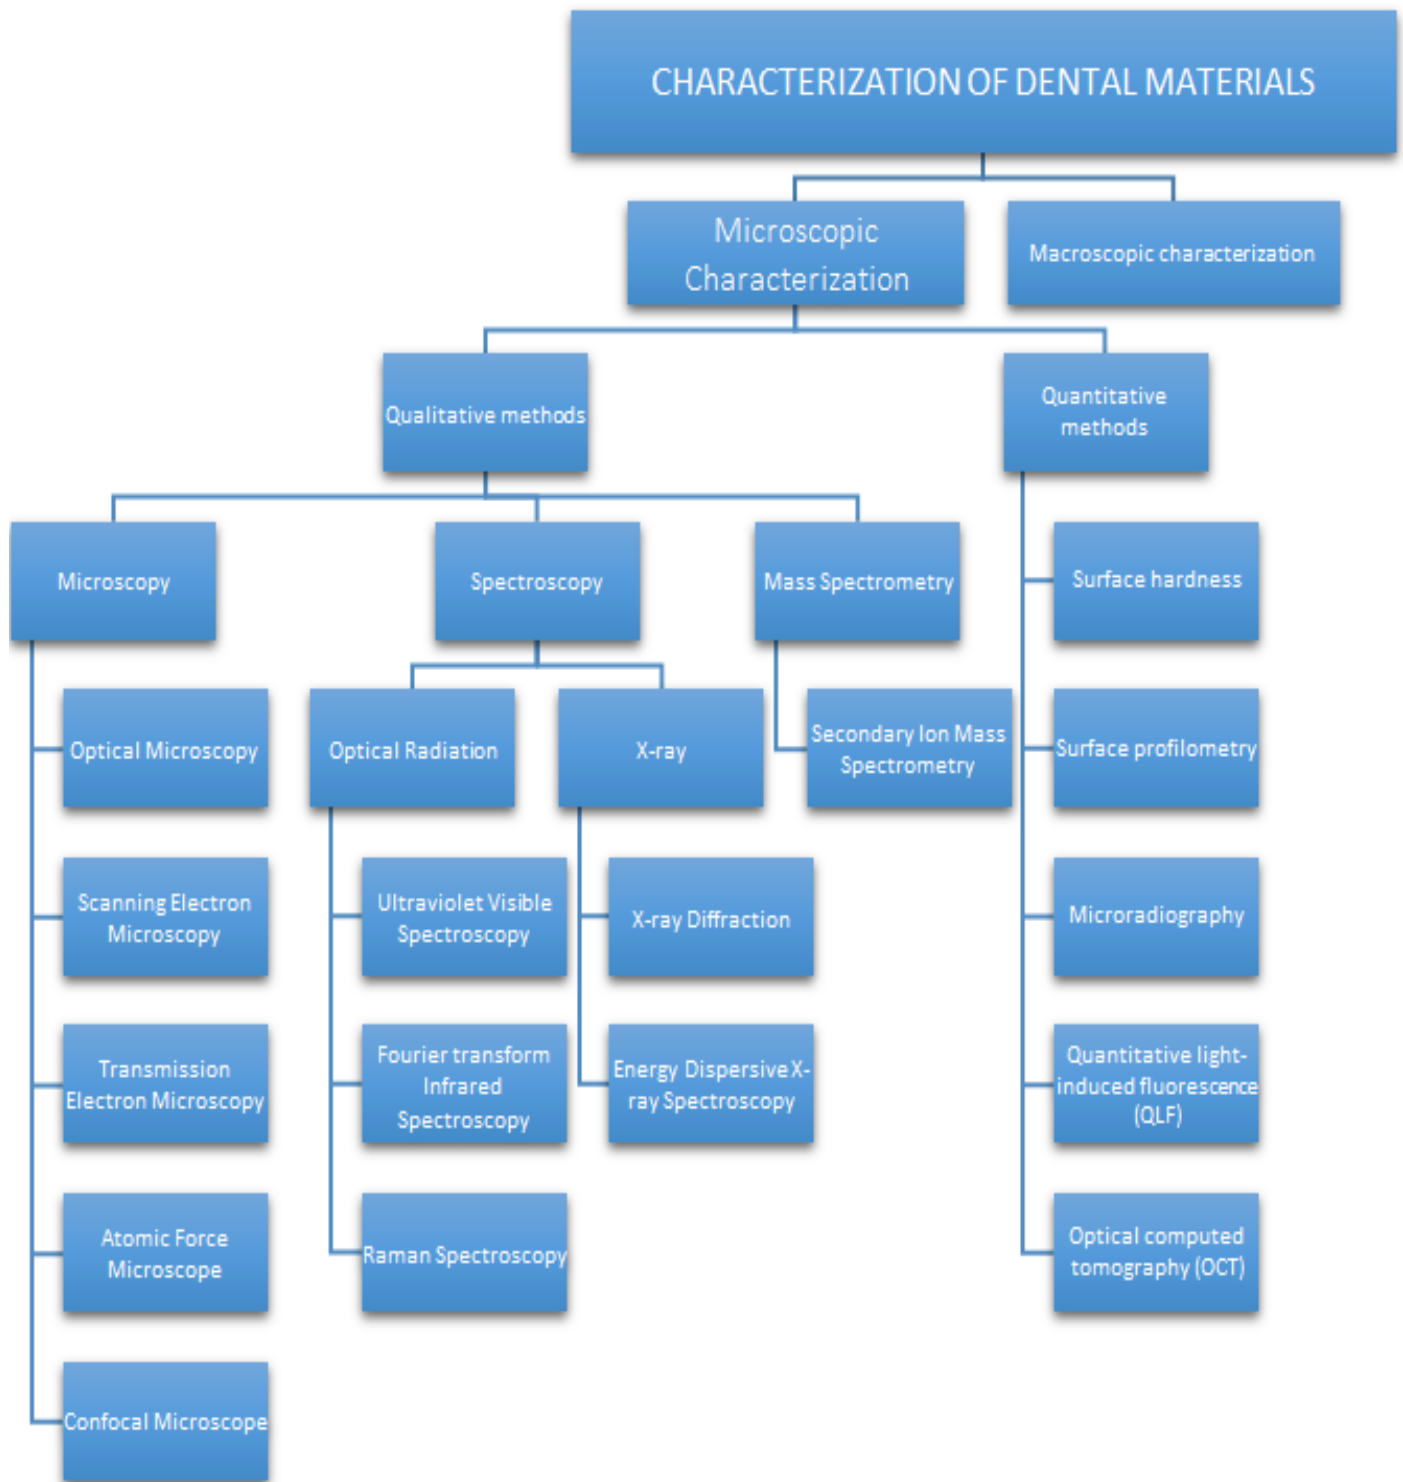 CHARACTERIZATION OF DENTAL MATERIALS
Microscopic
Characterization
Macroscopic characterization
Qualitative methods
Quantitative
methods
Microscopy
Spectroscopy
Mass Spectrometry
Surface hardness
Optical Microscopy
Optical Radiation
X-ray
Secondary Ion Mass
Spectrometry
Surface profilometry
Scanning Electron
Microscopy
Ultraviolet Visible
Spectroscopy
X-ray Diffraction
Microradiography
Transmission
Electron Microscopy
Fourier transform
Infrared
Spectroscopy
Energy Dispersive X-
ray Spectroscopy
Quantitative light-
induced fluorescence
(QLF)
Atomic Force
Microscope
Raman Spectroscopy
Optical computed
tomography (OCT)
Confocal Microscope